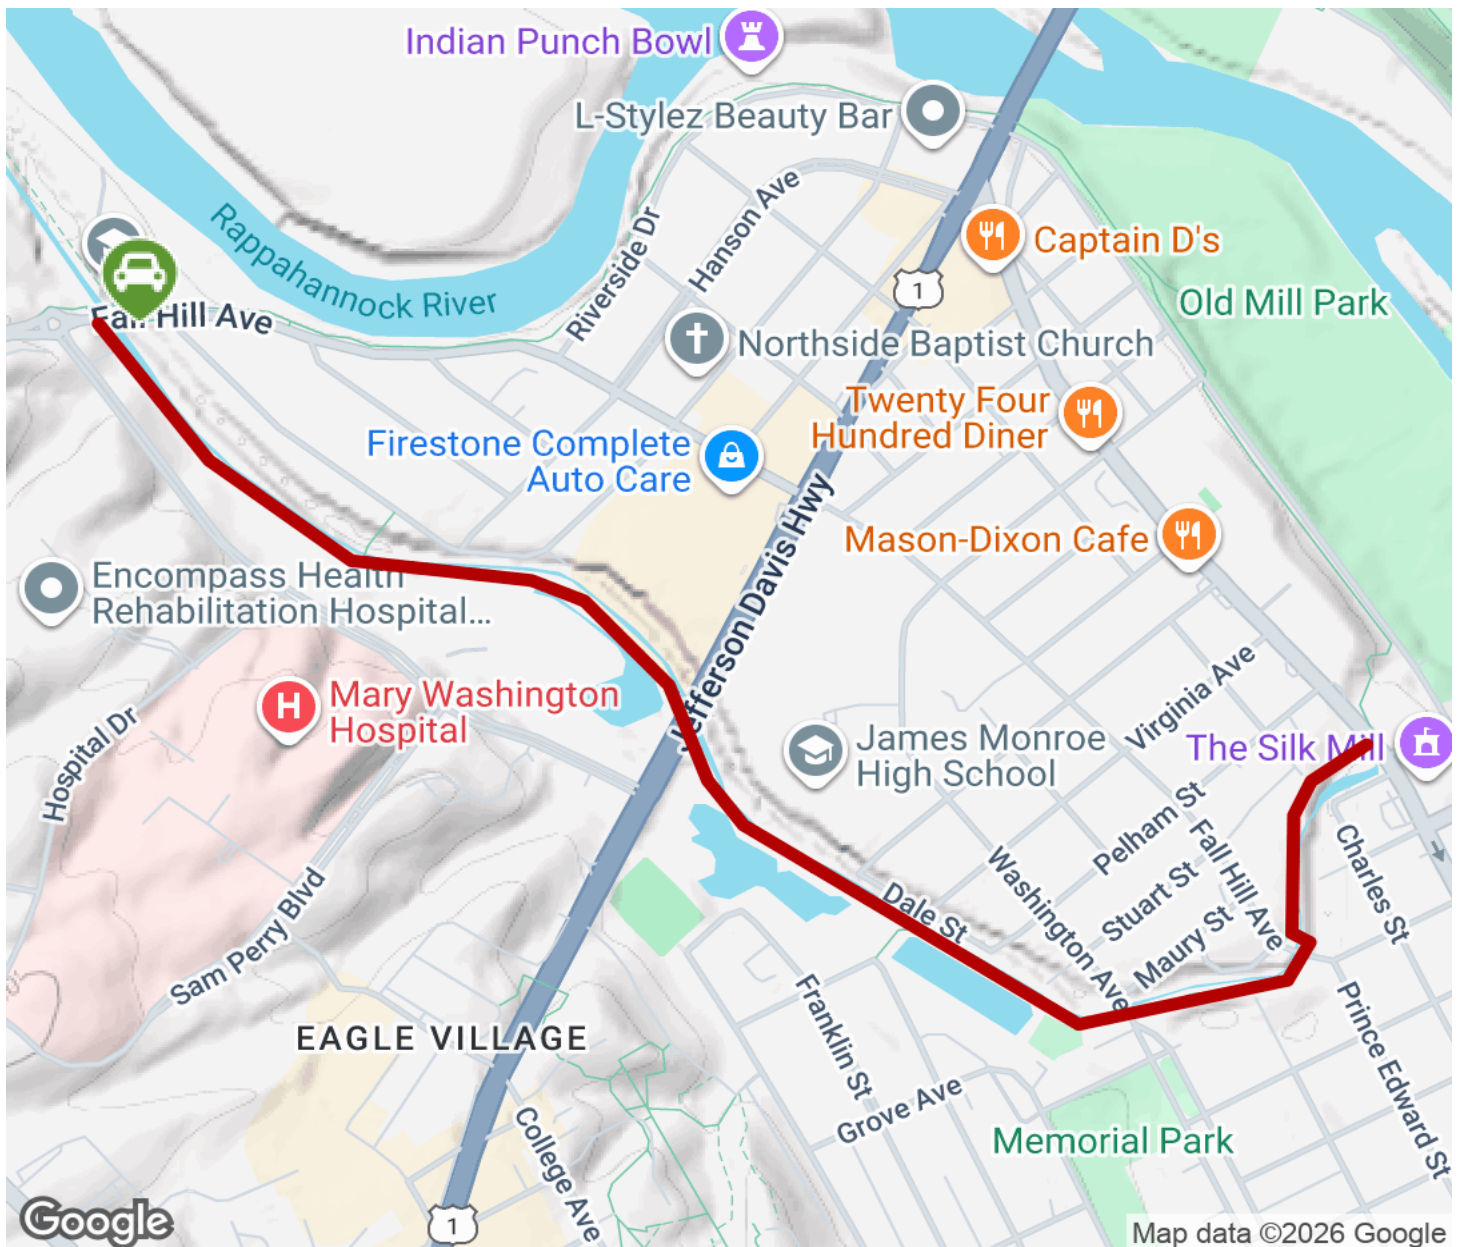 Indian Punch Bowl
L-Stylez Beauty Bar
Hanson Ave
Rappahannock River
Riverside Dr
1
Captain D's
Old Mill Park
Fall Hill Ave
Northside Baptist Church
Twenty Four
Hundred Diner
Firestone Complete
Auto Care
Jefferson Davis Hwy
Mason-Dixon Cafe
Encompass Health
Rehabilitation Hospital...
H
Mary Washington
Hospital
Hospital Dr
Virginia Ave
James Monroe
High School
The Silk Mill
Pelham St
Fall Hill Ave
Charles St
Washington Ave
Stuart St
Dale St
Maury St
Sam Perry Blvd
Franklin St
Prince Edward St
EAGLE VILLAGE
Grove Ave
College Ave
Memorial Park
1
Google
Map data ©2026 Google